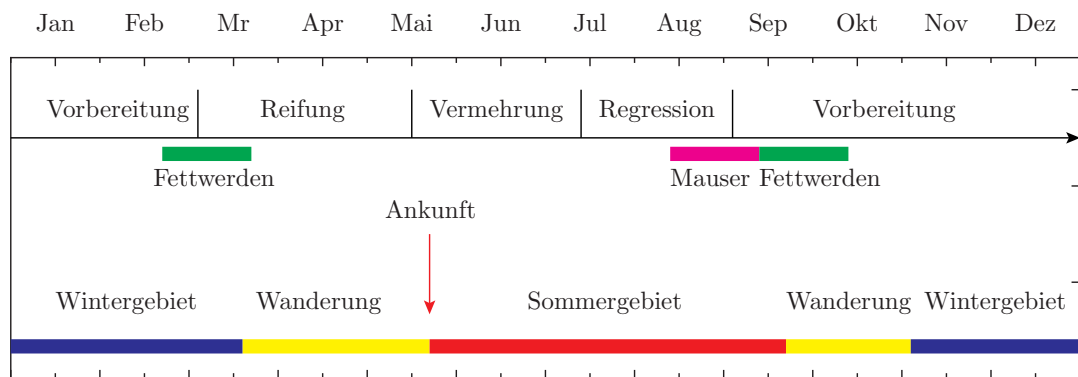 Jan Feb Mr Apr Mai Jun Jul Aug Sep Okt Nov Dez
Vorbereitung Reifung Vermehrung Regression Vorbereitung
Fettwerden Mauser Fettwerden
Ankunft
Wintergebiet Wanderung Sommergebiet Wanderung Wintergebiet